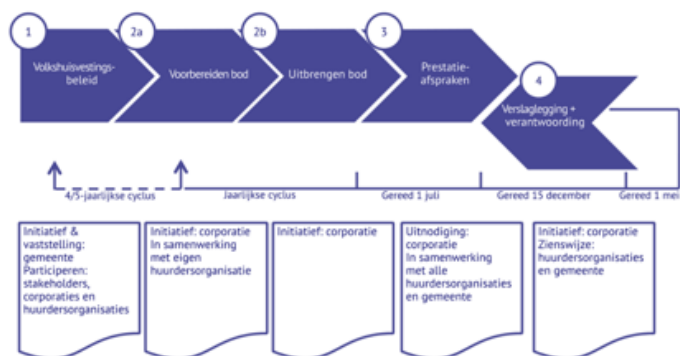 1
2a
2b
3
4
Volkshuisvestings-
beleid
Voorbereiden bod
Uitbrengen bod
Prestatie-
afspraken
Verslaglegging +
verantwoording
4/5-jaarlijkse cyclus
Jaarlijkse cyclus
Gereed 1 juli
Gereed 15 december
Gereed 1 mei
Initiatief &
vaststelling:
gemeente
Participeren:
stakeholders,
corporaties en
huurdersorganisaties
Initiatief: corporatie
In samenwerking
met eigen
huurdersorganisatie
Initiatief: corporatie
Uitnodiging:
corporatie
In samenwerking
met alle
huurdersorganisaties
en gemeente
Initiatief: corporatie
Zienswijze:
huurdersorganisaties
en gemeente